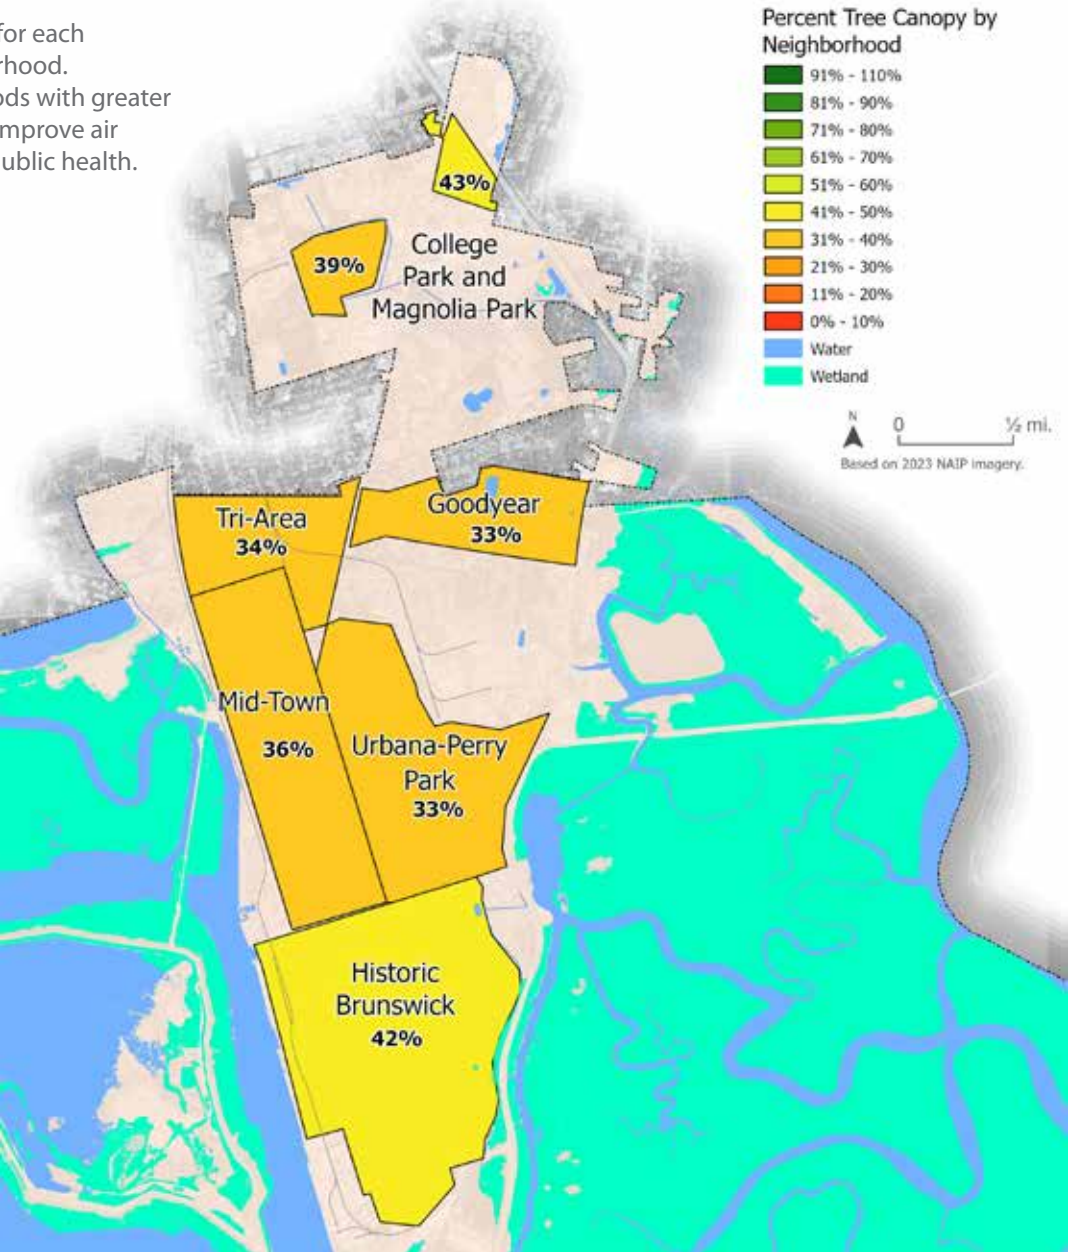 for each
rhood.
ods with greater
improve air
ublic health.
Percent Tree Canopy by
Neighborhood
91% - 110%
81% - 90%
71% - 80%
61% - 70%
51% - 60%
41% - 50%
31% - 40%
21% - 30%
11% - 20%
0% - 10%
Water
Wetland
N
0 ½ mi.
Based on 2023 NAIP imagery.
43%
39%
College
Park and
Magnolia Park
Tri-Area
34%
Goodyear
33%
Mid-Town
36%
Urbana-Perry
Park
33%
Historic
Brunswick
42%